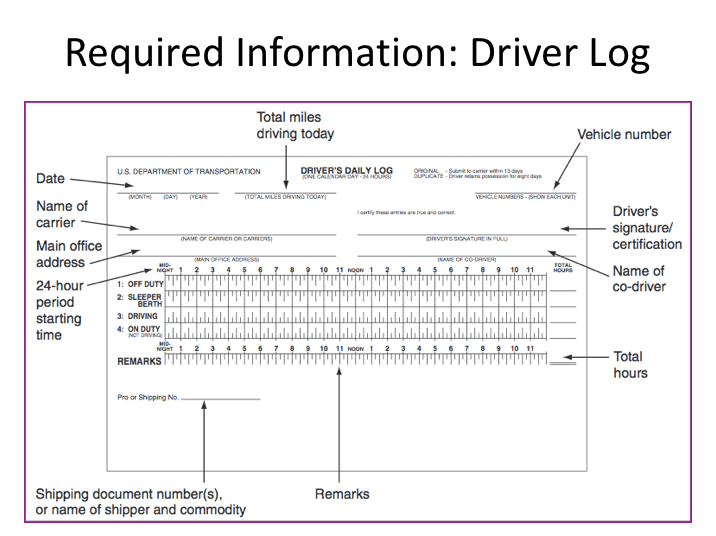 Required Information: Driver Log
Total miles
driving today
Vehicle number
Date
Name of
carrier
Main office
address
24-hour
period
starting
time
U.S. DEPARTMENT OF TRANSPORTATION
DRIVER'S DAILY LOG
(ONE CALENDAR DAY - 24 HOURS)
ORIGINAL - Submit to carrier within 13 days
DUPLICATE - Driver retains possession for eight days
(MONTH) (DAY) (YEAR)
(TOTAL MILES DRIVING TODAY)
VEHICLE NUMBERS - (SHOW EACH UNIT)
I certify these entries are true and correct:
(NAME OF CARRIER OR CARRIERS)
(DRIVER'S SIGNATURE IN FULL)
(MAIN OFFICE ADDRESS)
(NAME OF CO-DRIVER)
MID-
NIGHT 1 2 3 4 5 6 7 8 9 10 11 NOON 1 2 3 4 5 6 7 8 9 10 11
TOTAL
HOURS
1: OFF DUTY
2: SLEEPER
BERTH
3: DRIVING
4: ON DUTY
(NOT DRIVING)
MID-
NIGHT 1 2 3 4 5 6 7 8 9 10 11 NOON 1 2 3 4 5 6 7 8 9 10 11
REMARKS
Pro or Shipping No.
Driver's
signature/
certification
Name of
co-driver
Total
hours
Shipping document number(s),
or name of shipper and commodity
Remarks